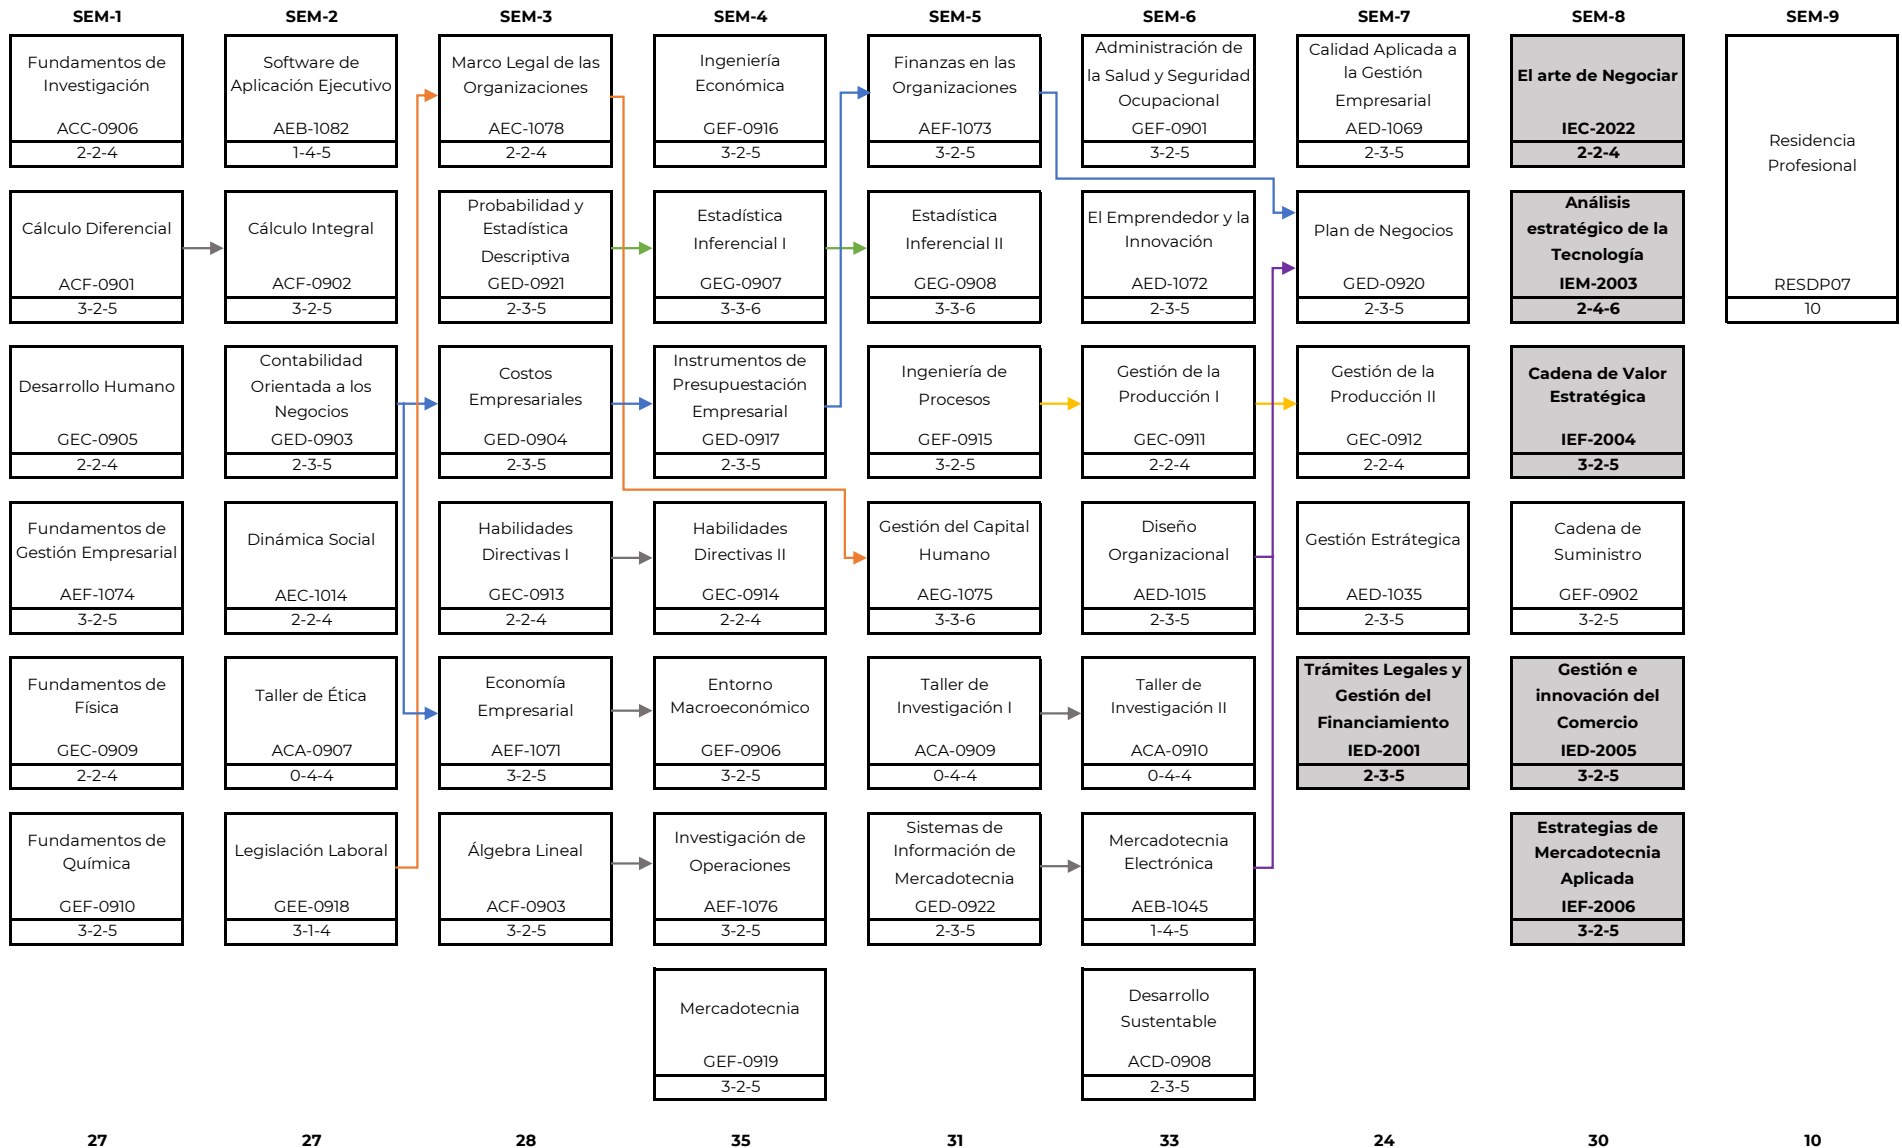 SEM-1
SEM-2
SEM-3
SEM-4
SEM-5
SEM-6
SEM-7
SEM-8
SEM-9
Fundamentos de
Investigación
ACC-0906
2-2-4
Software de
Aplicación Ejecutivo
AEB-1082
1-4-5
Marco Legal de las
Organizaciones
AEC-1078
2-2-4
Ingeniería
Económica
GEF-0916
3-2-5
Finanzas en las
Organizaciones
AEF-1073
3-2-5
Administración de
la Salud y Seguridad
Ocupacional
GEF-0901
3-2-5
Calidad Aplicada a
la Gestión
Empresarial
AED-1069
2-3-5
El arte de Negociar
IEC-2022
2-2-4
Residencia
Profesional
RESDP07
10
Cálculo Diferencial
ACF-0901
3-2-5
Cálculo Integral
ACF-0902
3-2-5
Probabilidad y
Estadística
Descriptiva
GED-0921
2-3-5
Estadística
Inferencial I
GEG-0907
3-3-6
Estadística
Inferencial II
GEG-0908
3-3-6
El Emprendedor y la
Innovación
AED-1072
2-3-5
Plan de Negocios
GED-0920
2-3-5
Análisis
estratégico de la
Tecnología
IEM-2003
2-4-6
Desarrollo Humano
GEC-0905
2-2-4
Contabilidad
Orientada a los
Negocios
GED-0903
2-3-5
Costos
Empresariales
GED-0904
2-3-5
Instrumentos de
Presupuestación
Empresarial
GED-0917
2-3-5
Ingeniería de
Procesos
GEF-0915
3-2-5
Gestión de la
Producción I
GEC-0911
2-2-4
Gestión de la
Producción II
GEC-0912
2-2-4
Cadena de Valor
Estratégica
IEF-2004
3-2-5
Fundamentos de
Gestión Empresarial
AEF-1074
3-2-5
Dinámica Social
AEC-1014
2-2-4
Habilidades
Directivas I
GEC-0913
2-2-4
Habilidades
Directivas II
GEC-0914
2-2-4
Gestión del Capital
Humano
AEG-1075
3-3-6
Diseño
Organizacional
AED-1015
2-3-5
Gestión Estrátegica
AED-1035
2-3-5
Cadena de
Suministro
GEF-0902
3-2-5
Fundamentos de
Física
GEC-0909
2-2-4
Taller de Ética
ACA-0907
0-4-4
Economía
Empresarial
AEF-1071
3-2-5
Entorno
Macroeconómico
GEF-0906
3-2-5
Taller de
Investigación I
ACA-0909
0-4-4
Taller de
Investigación II
ACA-0910
0-4-4
Trámites Legales y
Gestión del
Financiamiento
IED-2001
2-3-5
Gestión e
innovación del
Comercio
IED-2005
3-2-5
Fundamentos de
Química
GEF-0910
3-2-5
Legislación Laboral
GEE-0918
3-1-4
Álgebra Lineal
ACF-0903
3-2-5
Investigación de
Operaciones
AEF-1076
3-2-5
Sistemas de
Información de
Mercadotecnia
GED-0922
2-3-5
Mercadotecnia
Electrónica
AEB-1045
1-4-5
Estrategias de
Mercadotecnia
Aplicada
IEF-2006
3-2-5
Mercadotecnia
GEF-0919
3-2-5
Desarrollo
Sustentable
ACD-0908
2-3-5
27
27
28
35
31
33
24
30
10